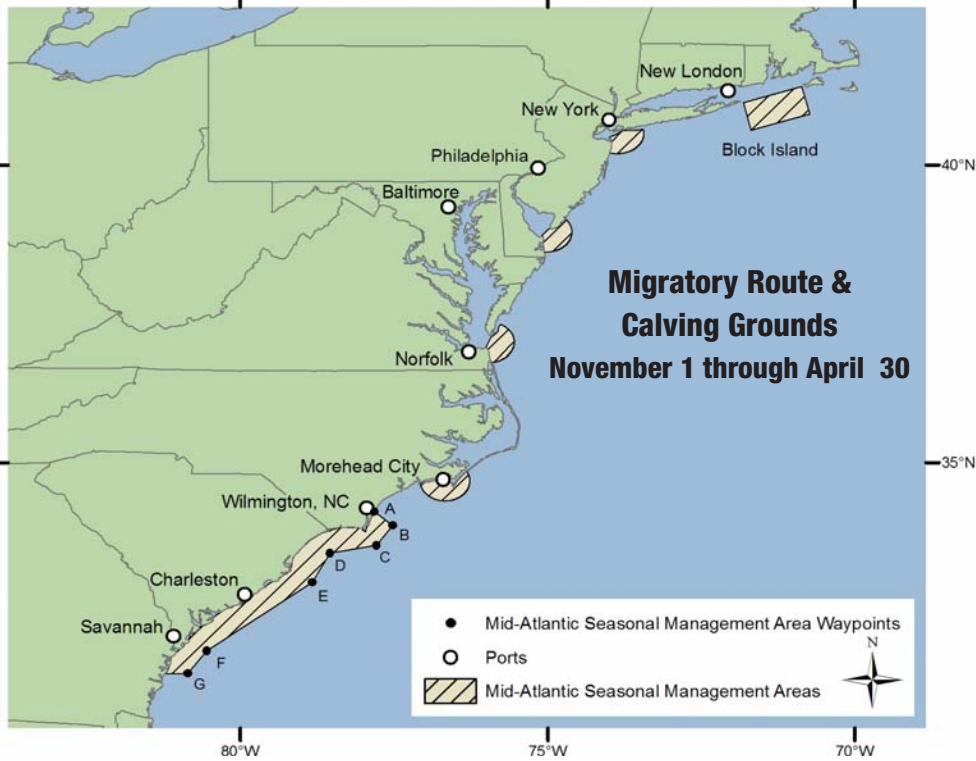 New London
New York
Block Island
Philadelphia
40°N
Baltimore
Migratory Route &
Calving Grounds
November 1 through April 30
Norfolk
Morehead City
35°N
Wilmington, NC
A
B
C
D
Charleston
E
Savannah
F
G
Mid-Atlantic Seasonal Management Area Waypoints
Ports
N
Mid-Atlantic Seasonal Management Areas
80°W
75°W
70°W